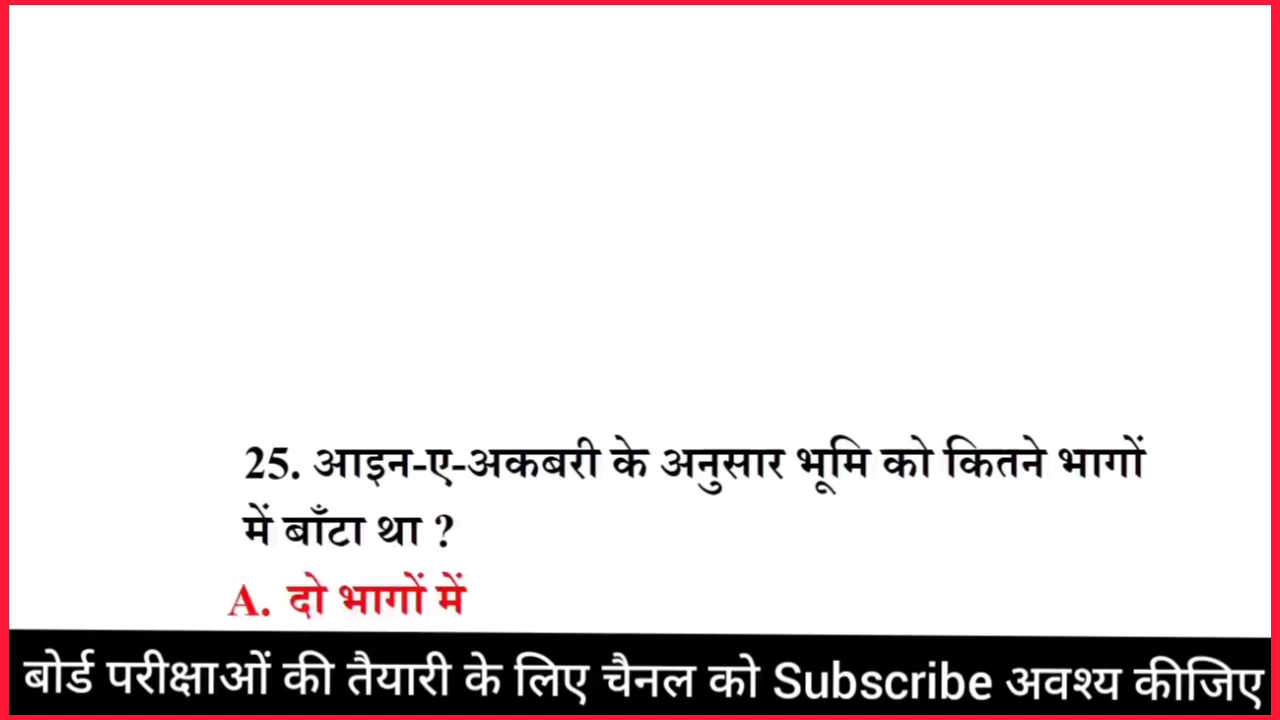 25. आइन-ए-अकबरी के अनुसार भूमि को कितने भागों
में बाँटा था ?
A. दो भागों में
बोर्ड परीक्षाओं की तैयारी के लिए चैनल को Subscribe अवश्य कीजिए